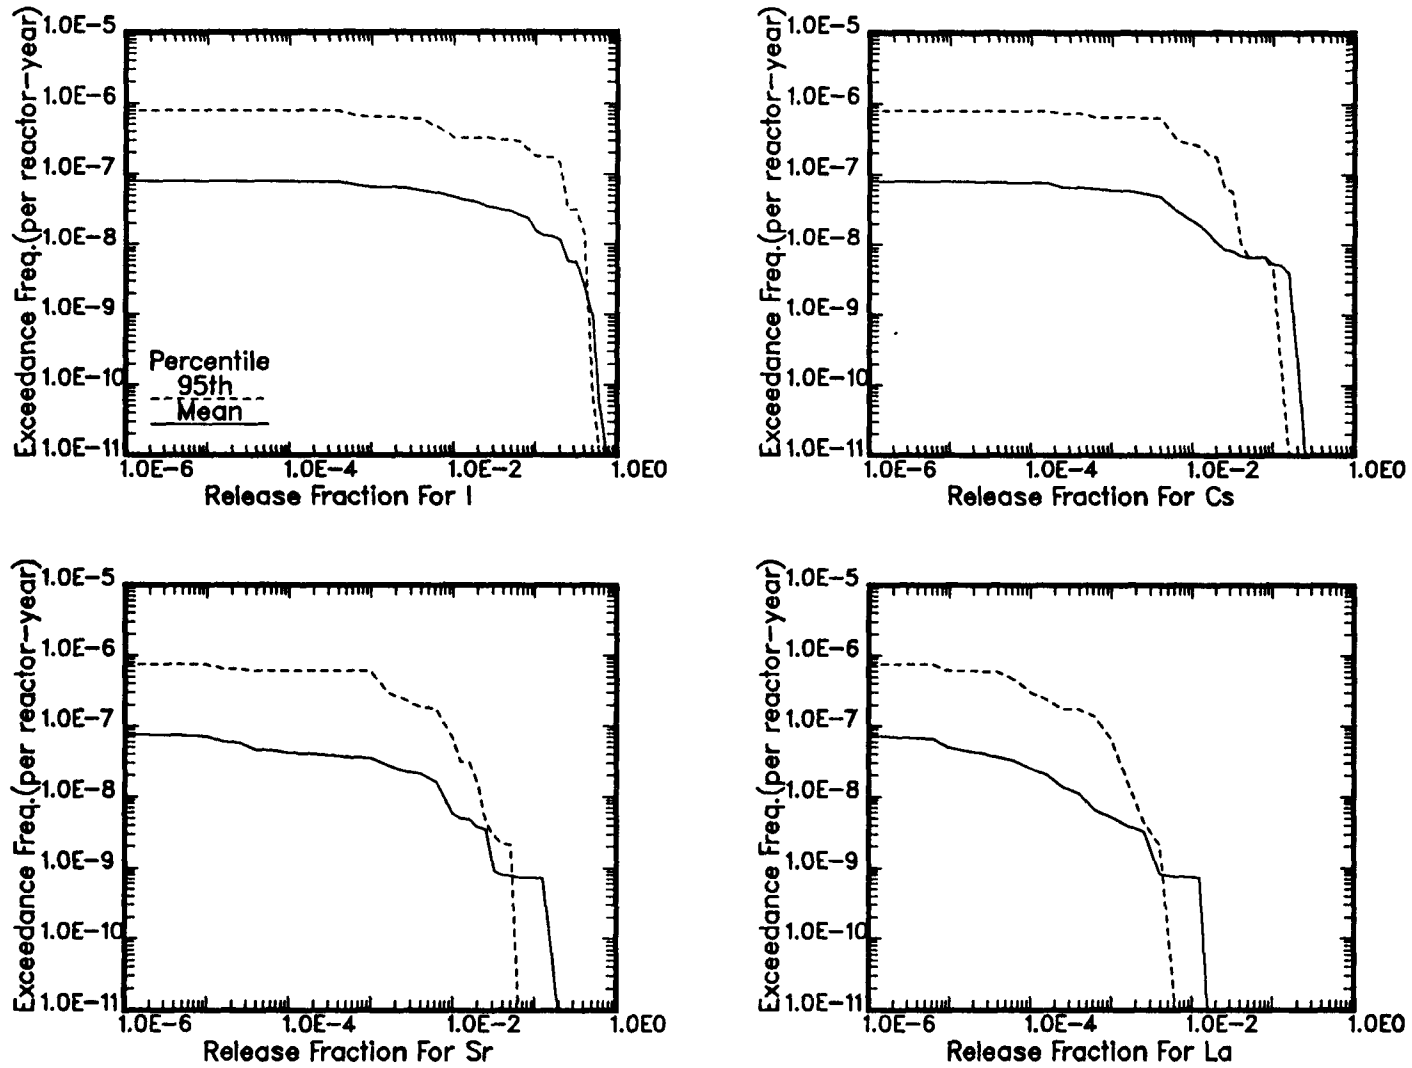 Exceedance Freq.(per reactor-year)
1.0E-5
1.0E-6
1.0E-7
1.0E-8
1.0E-9
1.0E-10
1.0E-11
Percentile
95th
Mean
1.0E-6 1.0E-4 1.0E-2 1.0E0
Release Fraction For I
Exceedance Freq.(per reactor-year)
1.0E-5
1.0E-6
1.0E-7
1.0E-8
1.0E-9
1.0E-10
1.0E-11
1.0E-6 1.0E-4 1.0E-2 1.0E0
Release Fraction For Cs
Exceedance Freq.(per reactor-year)
1.0E-5
1.0E-6
1.0E-7
1.0E-8
1.0E-9
1.0E-10
1.0E-11
1.0E-6 1.0E-4 1.0E-2 1.0E0
Release Fraction For Sr
Exceedance Freq.(per reactor-year)
1.0E-5
1.0E-6
1.0E-7
1.0E-8
1.0E-9
1.0E-10
1.0E-11
1.0E-6 1.0E-4 1.0E-2 1.0E0
Release Fraction For La